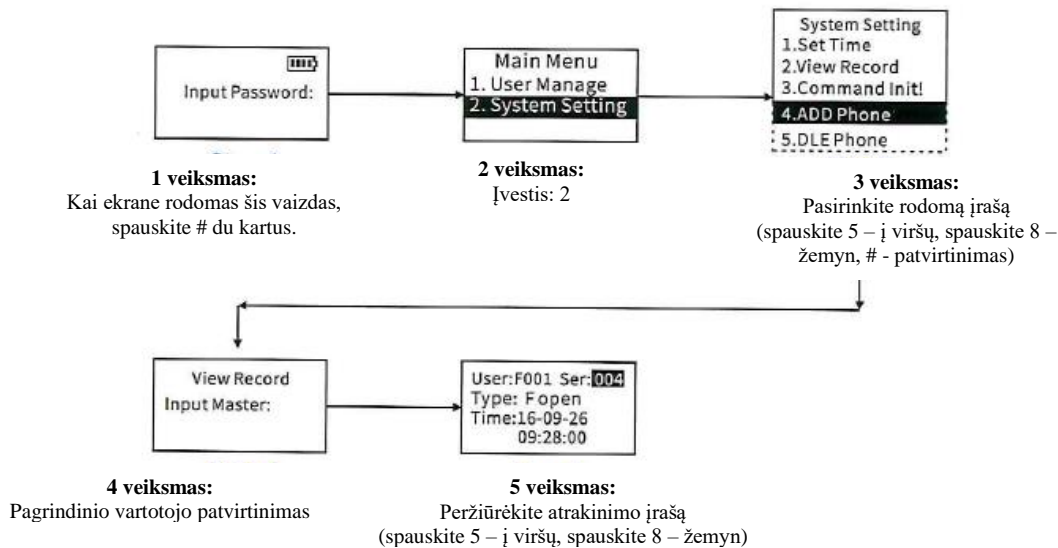 Input Password:
Main Menu
1. User Manage
2. System Setting
System Setting
1.Set Time
2.View Record
3.Command Init!
4.ADD Phone
5.DLE Phone
1 veiksmas:
Kai ekrane rodomas šis vaizdas,
spauskite # du kartus.
2 veiksmas:
Įvestis: 2
3 veiksmas:
Pasirinkite rodomą įrašą
(spauskite 5 – į viršų, spauskite 8 –
žemyn, # - patvirtinimas)
View Record
Input Master:
User:F001 Ser:004
Type: F open
Time:16-09-26
09:28:00
4 veiksmas:
Pagrindinio vartotojo patvirtinimas
5 veiksmas:
Peržiūrėkite atrakinimo įrašą
(spauskite 5 – į viršų, spauskite 8 – žemyn)